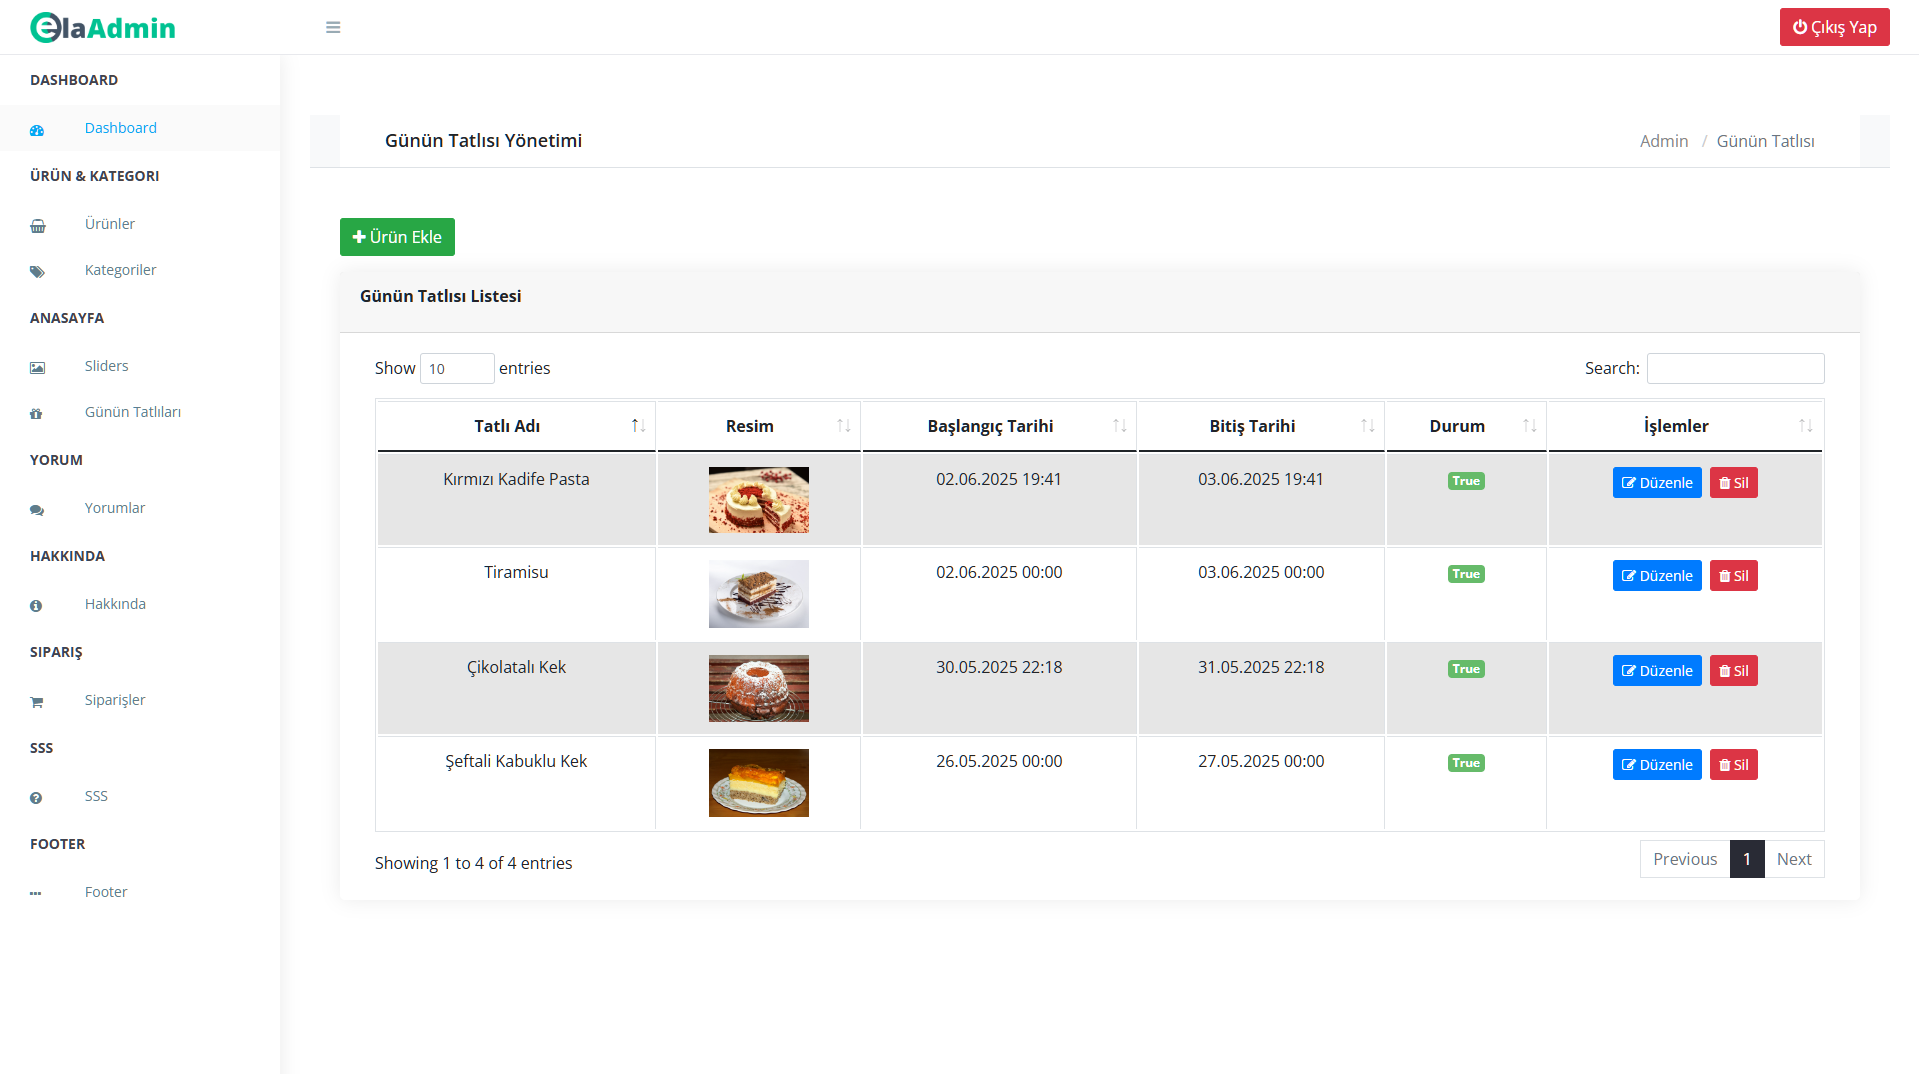 elaAdmin
Çıkış Yap
DASHBOARD
Dashboard
ÜRÜN & KATEGORI
Ürünler
Kategoriler
ANASAYFA
Sliders
Günün Tatlıları
YORUM
Yorumlar
HAKKINDA
Hakkında
SIPARIŞ
Siparişler
SSS
SSS
FOOTER
Footer
Günün Tatlısı Yönetimi
Admin / Günün Tatlısı
Ürün Ekle
Günün Tatlısı Listesi
Show 10 entries
Search:
Tatlı Adı Resim Başlangıç Tarihi Bitiş Tarihi Durum İşlemler
Kırmızı Kadife Pasta 02.06.2025 19:41 03.06.2025 19:41 True Düzenle Sil
Tiramisu 02.06.2025 00:00 03.06.2025 00:00 True Düzenle Sil
Çikolatalı Kek 30.05.2025 22:18 31.05.2025 22:18 True Düzenle Sil
Şeftali Kabuklu Kek 26.05.2025 00:00 27.05.2025 00:00 True Düzenle Sil
Showing 1 to 4 of 4 entries
Previous 1 Next